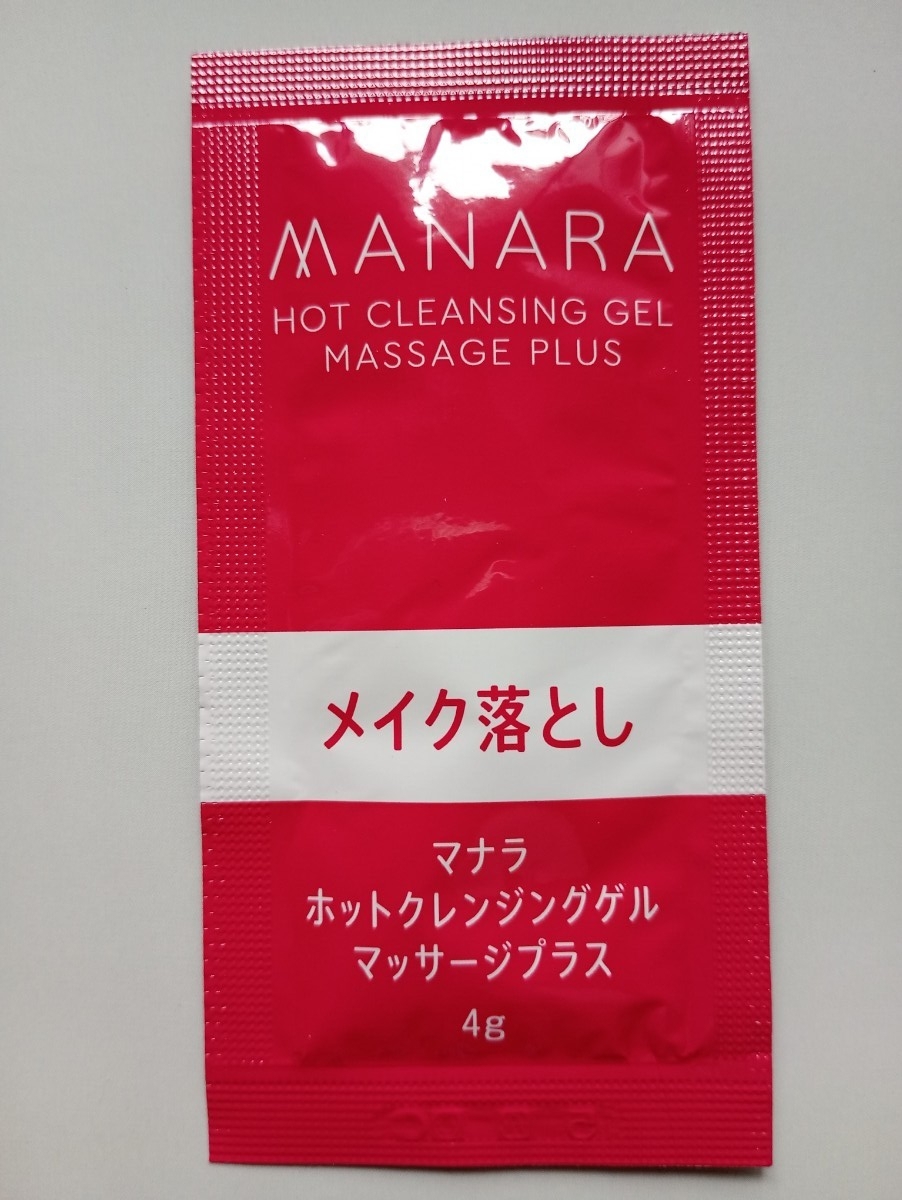 MANARA
HOT CLEANSING GEL
MASSAGE PLUS
メイク落とし
マナラ
ホットクレンジングゲル
マッサージプラス
4g